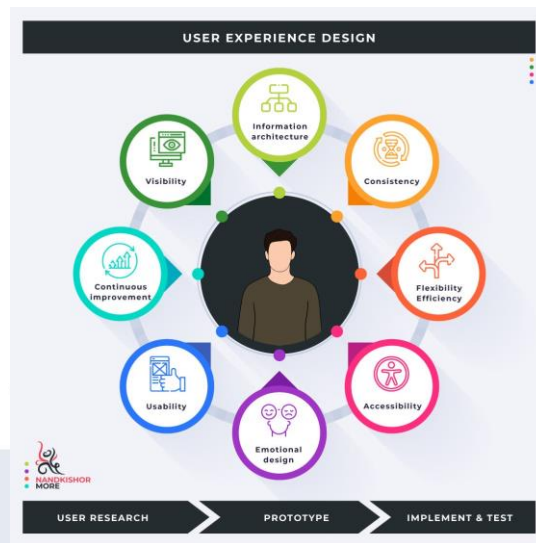 USER EXPERIENCE DESIGN
Information
architecture
Visibility
Consistency
Continuous
improvement
Flexibility
Efficiency
Usability
Accessibility
Emotional
design
NANDKISHOR
MORE
USER RESEARCH
PROTOTYPE
IMPLEMENT & TEST